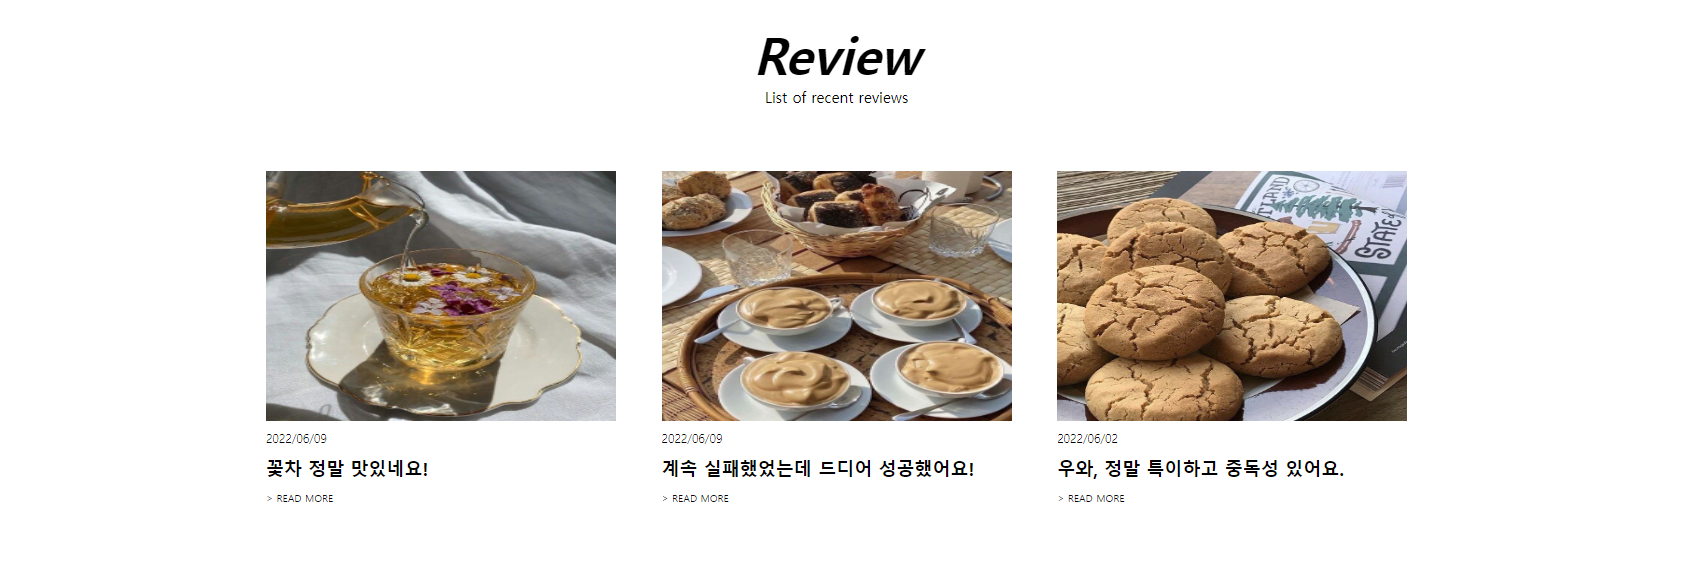 Review
List of recent reviews
STATE
2022/06/09
꽃차 정말 맛있네요!
> READ MORE
2022/06/09
계속 실패했었는데 드디어 성공했어요!
> READ MORE
2022/06/02
우와, 정말 특이하고 중독성 있어요.
> READ MORE